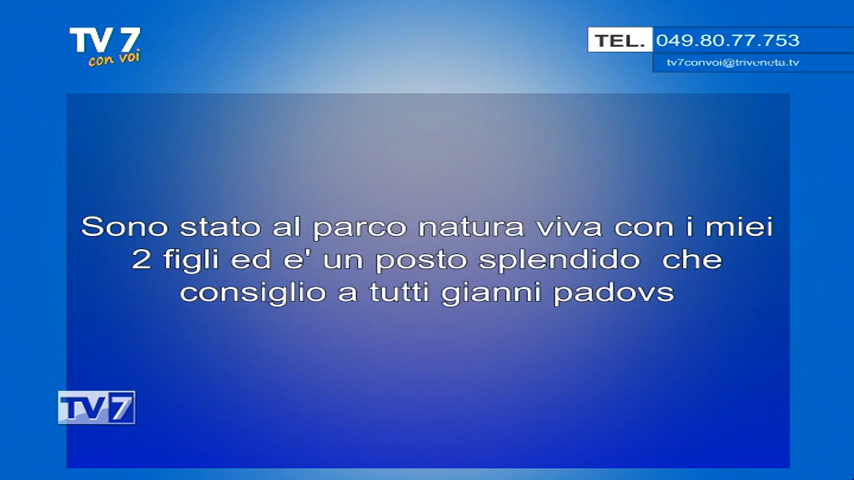 TV 7
con voi
TEL. 049.80.77.753
tv7convoi@triveneta.tv
Sono stato al parco natura viva con i miei
2 figli ed e' un posto splendido  che
consiglio a tutti gianni padovs
TV7